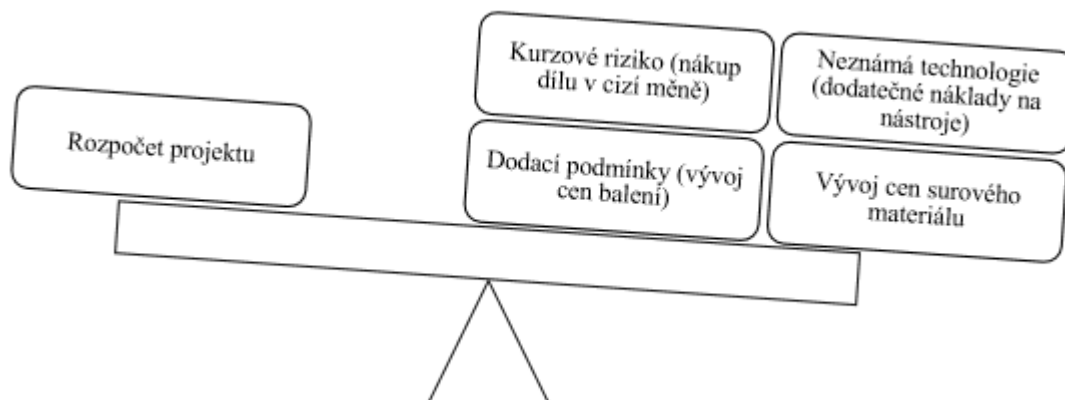 Rozpočet projektu
Kurzové riziko (nákup
dílu v cizí měně)
Neznámá technologie
(dodatečné náklady na
nástroje)
Dodací podmínky (vývoj
cen balení)
Vývoj cen surového
materiálu